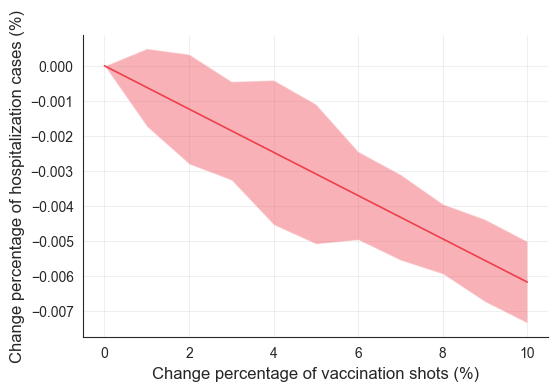 Change percentage of hospitalization cases (%)
0.000
−0.001
−0.002
−0.003
−0.004
−0.005
−0.006
−0.007
0 2 4 6 8 10
Change percentage of vaccination shots (%)